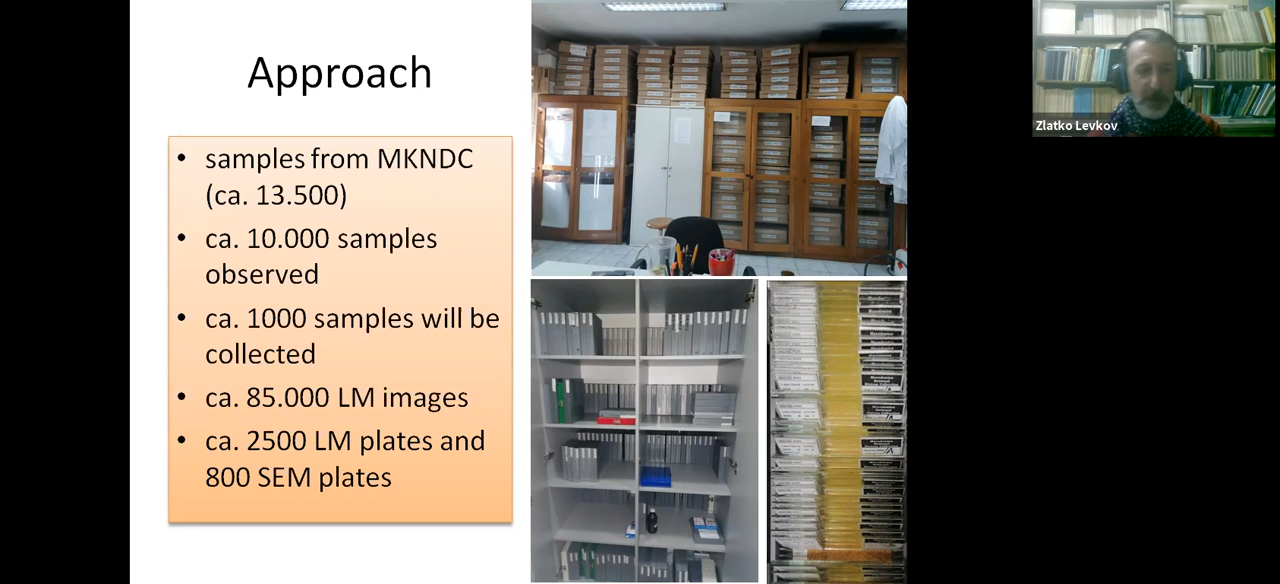 Approach
• samples from MKNDC
(ca. 13.500)
• ca. 10.000 samples
observed
• ca. 1000 samples will be
collected
• ca. 85.000 LM images
• ca. 2500 LM plates and
800 SEM plates
Zlatko Levkov